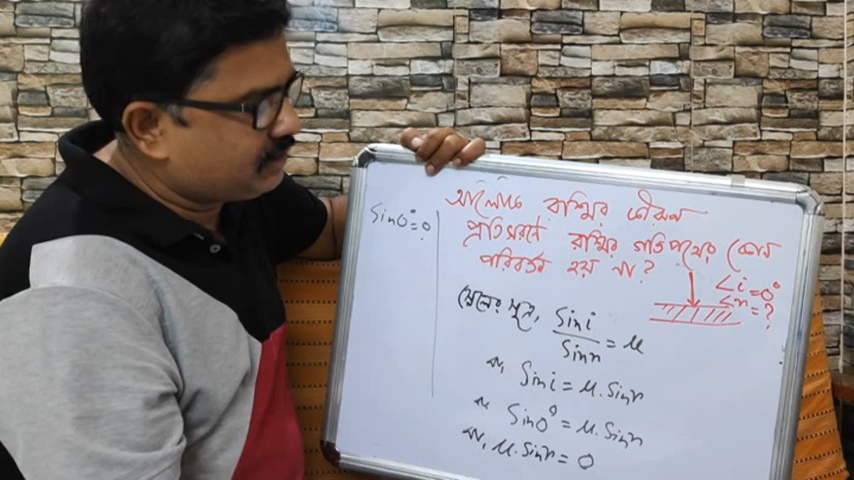 আলোক রশ্মির কীরূপ
প্রতিসরণে রশ্মির গতিপথের কোন
পরিবর্তন হয় না?
∠i = 0°
∠r = ?
Sin0° = 0
স্নেলের সূত্রে, Sini / Sinr = μ
বা, Sini = μ. Sinr
বা, Sin0° = μ. Sinr
বা, μ. Sinr = 0